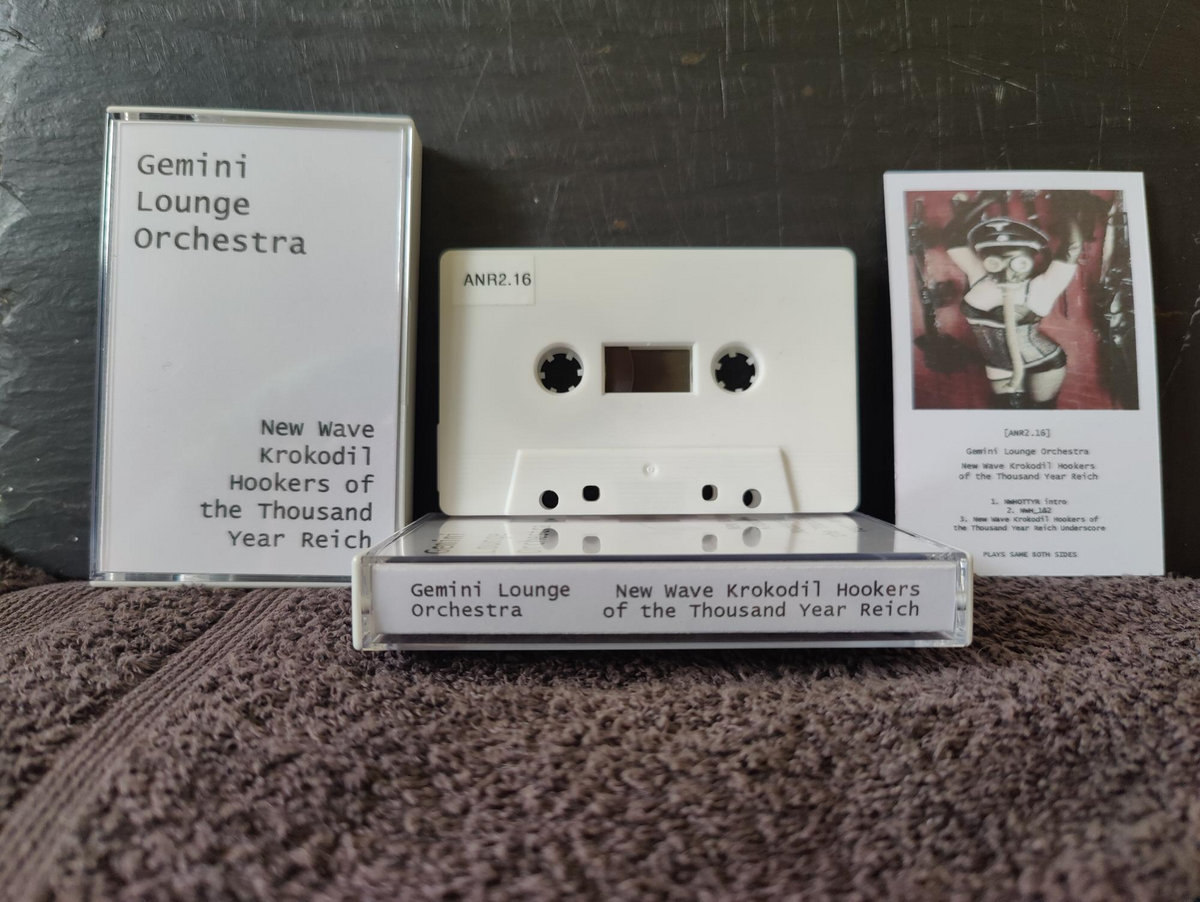 Gemini
Lounge
Orchestra
New Wave
Krokodil
Hookers of
the Thousand
Year Reich
ANR2.16
Gemini Lounge
Orchestra
New Wave Krokodil Hookers
of the Thousand Year Reich
[ANR2.16]
Gemini Lounge Orchestra
New Wave Krokodil Hookers
of the Thousand Year Reich
1. NWHOTTYR intro
2. NWH_1&2
3. New Wave Krokodil Hookers of
the Thousand Year Reich Underscore
PLAYS SAME BOTH SIDES